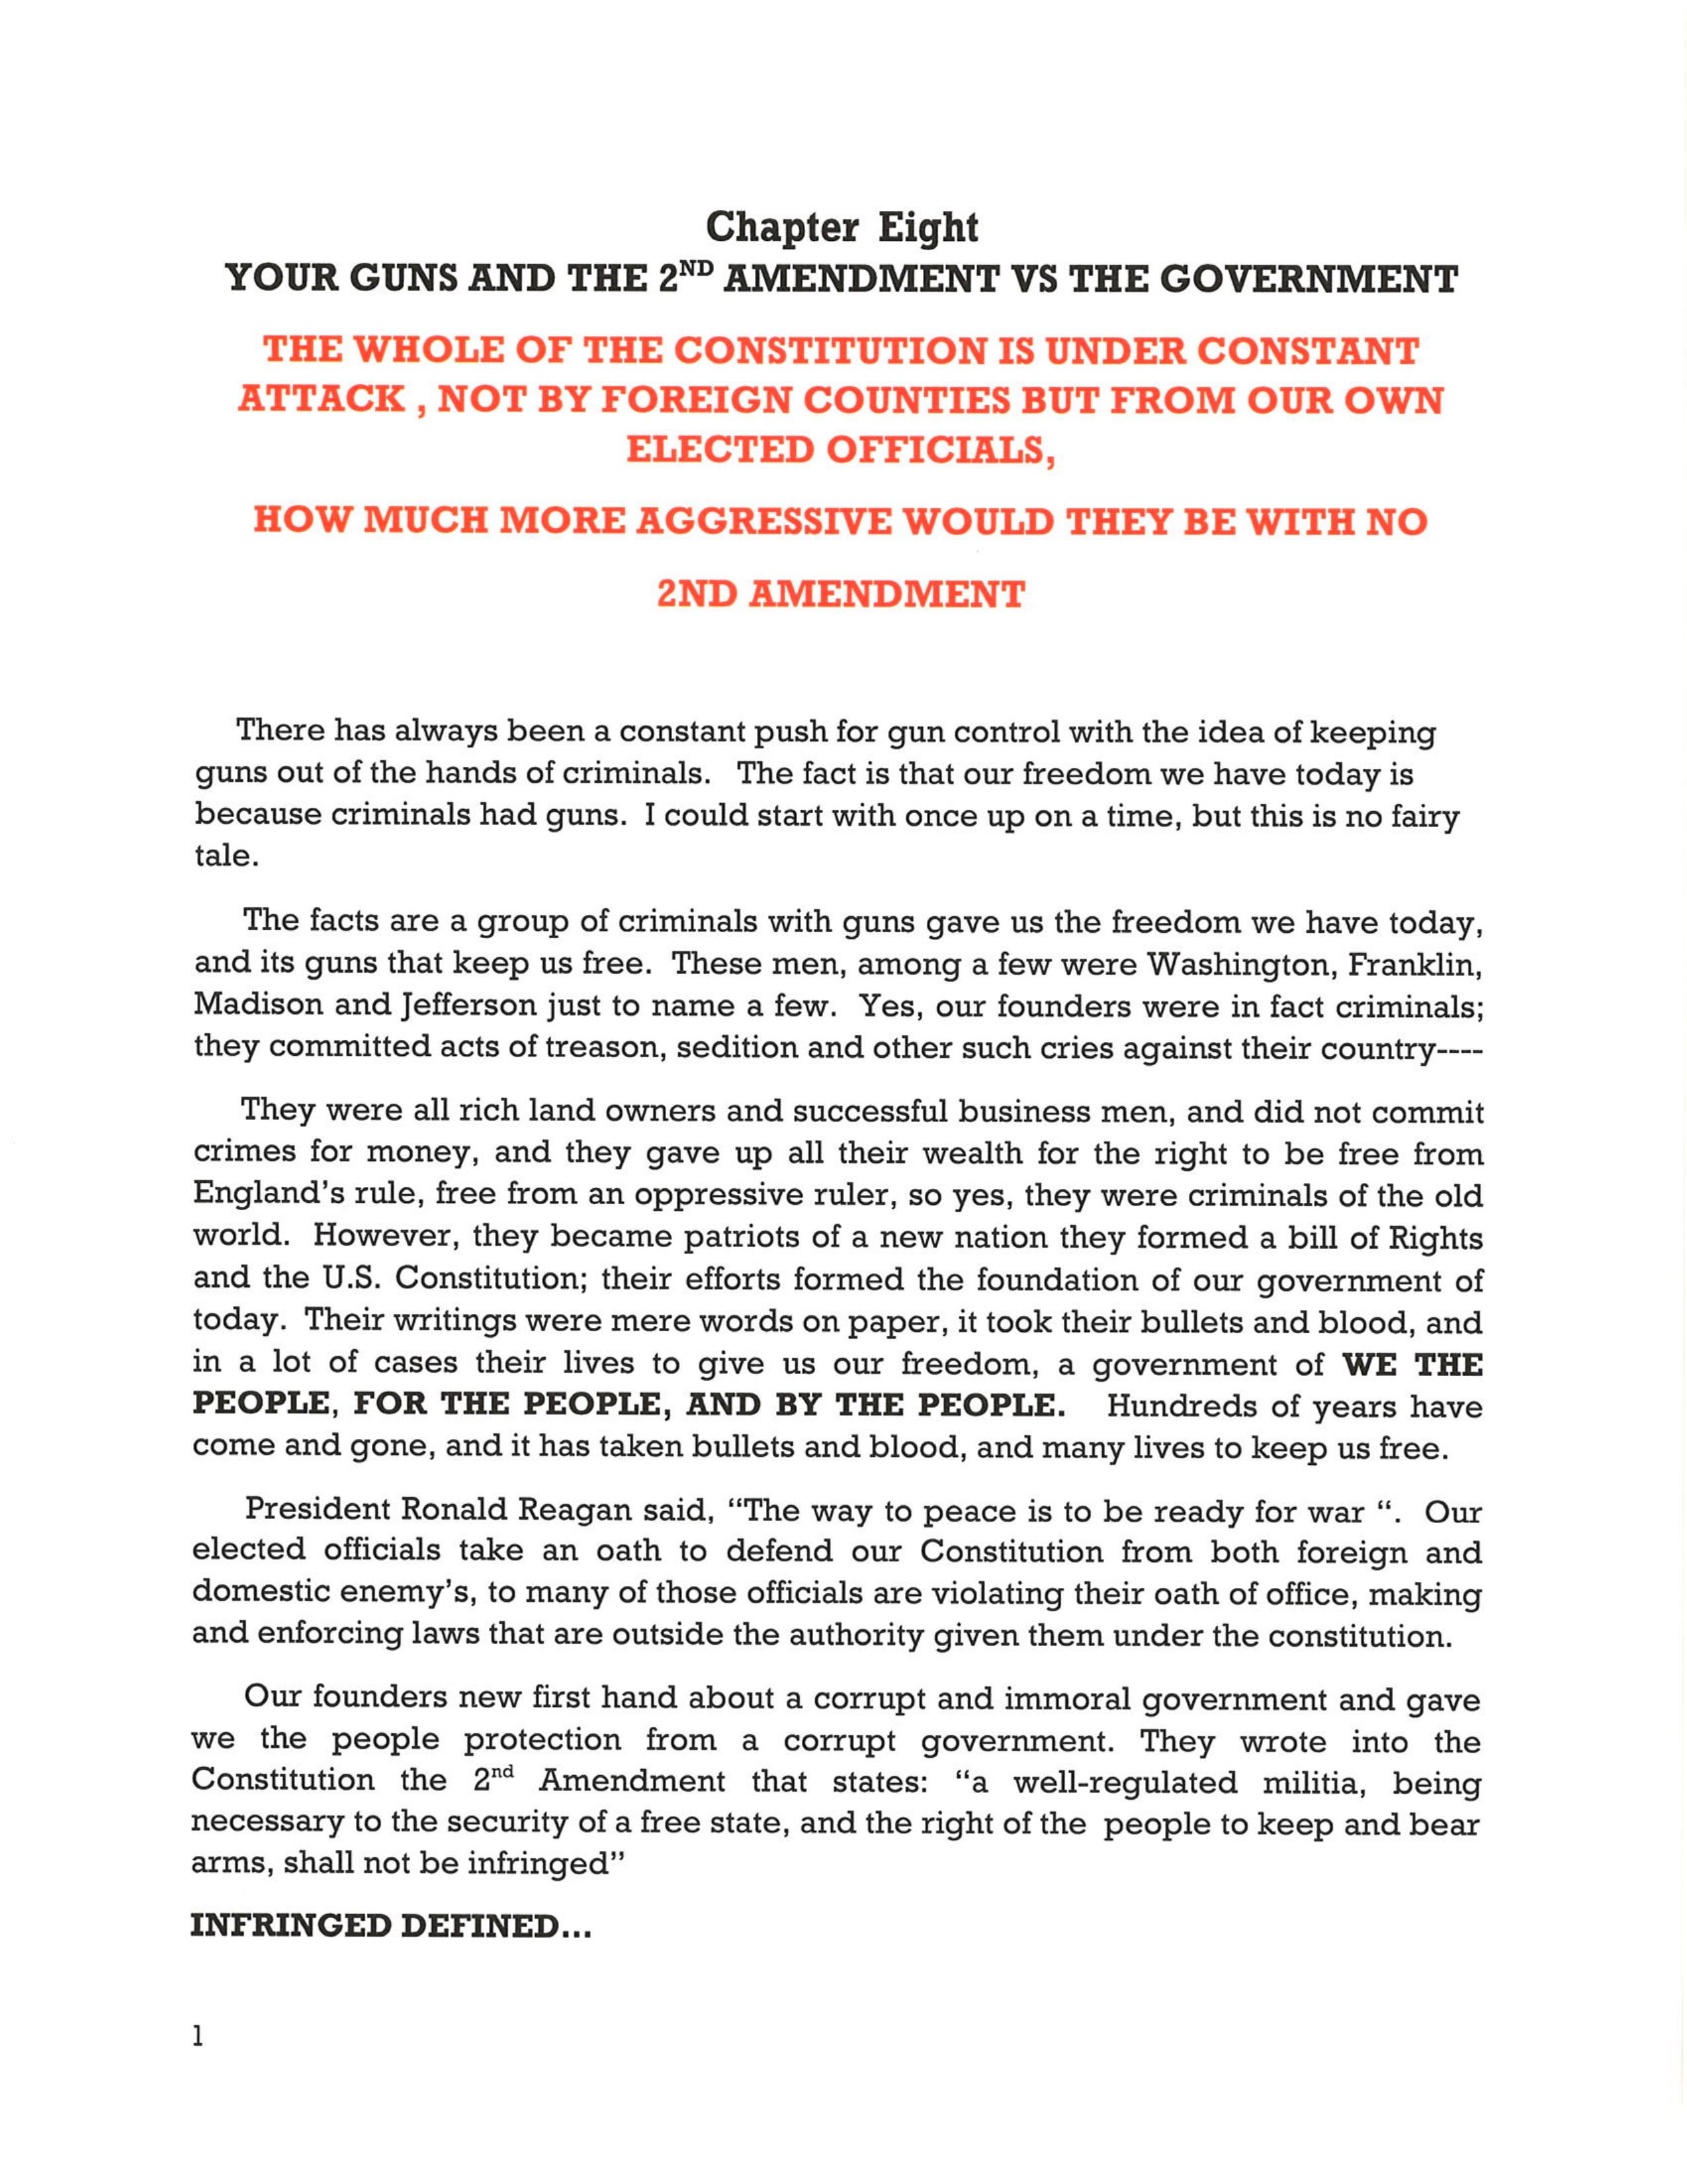 Chapter Eight
YOUR GUNS AND THE 2ND AMENDMENT VS THE GOVERNMENT
THE WHOLE OF THE CONSTITUTION IS UNDER CONSTANT
ATTACK , NOT BY FOREIGN COUNTIES BUT FROM OUR OWN
ELECTED OFFICIALS,
HOW MUCH MORE AGGRESSIVE WOULD THEY BE WITH NO
2ND AMENDMENT
There has always been a constant push for gun control with the idea of keeping
guns out of the hands of criminals. The fact is that our freedom we have today is
because criminals had guns. I could start with once up on a time, but this is no fairy
tale.
The facts are a group of criminals with guns gave us the freedom we have today,
and its guns that keep us free. These men, among a few were Washington, Franklin,
Madison and Jefferson just to name a few. Yes, our founders were in fact criminals;
they committed acts of treason, sedition and other such cries against their country----
They were all rich land owners and successful business men, and did not commit
crimes for money, and they gave up all their wealth for the right to be free from
England's rule, free from an oppressive ruler, so yes, they were criminals of the old
world. However, they became patriots of a new nation they formed a bill of Rights
and the U.S. Constitution; their efforts formed the foundation of our government of
today. Their writings were mere words on paper, it took their bullets and blood, and
in a lot of cases their lives to give us our freedom, a government of WE THE
PEOPLE, FOR THE PEOPLE, AND BY THE PEOPLE. Hundreds of years have
come and gone, and it has taken bullets and blood, and many lives to keep us free.
President Ronald Reagan said, “The way to peace is to be ready for war “. Our
elected officials take an oath to defend our Constitution from both foreign and
domestic enemy's, to many of those officials are violating their oath of office, making
and enforcing laws that are outside the authority given them under the constitution.
Our founders new first hand about a corrupt and immoral government and gave
we the people protection from a corrupt government. They wrote into the
Constitution the 2nd Amendment that states: “a well-regulated militia, being
necessary to the security of a free state, and the right of the people to keep and bear
arms, shall not be infringed”
INFRINGED DEFINED...
1